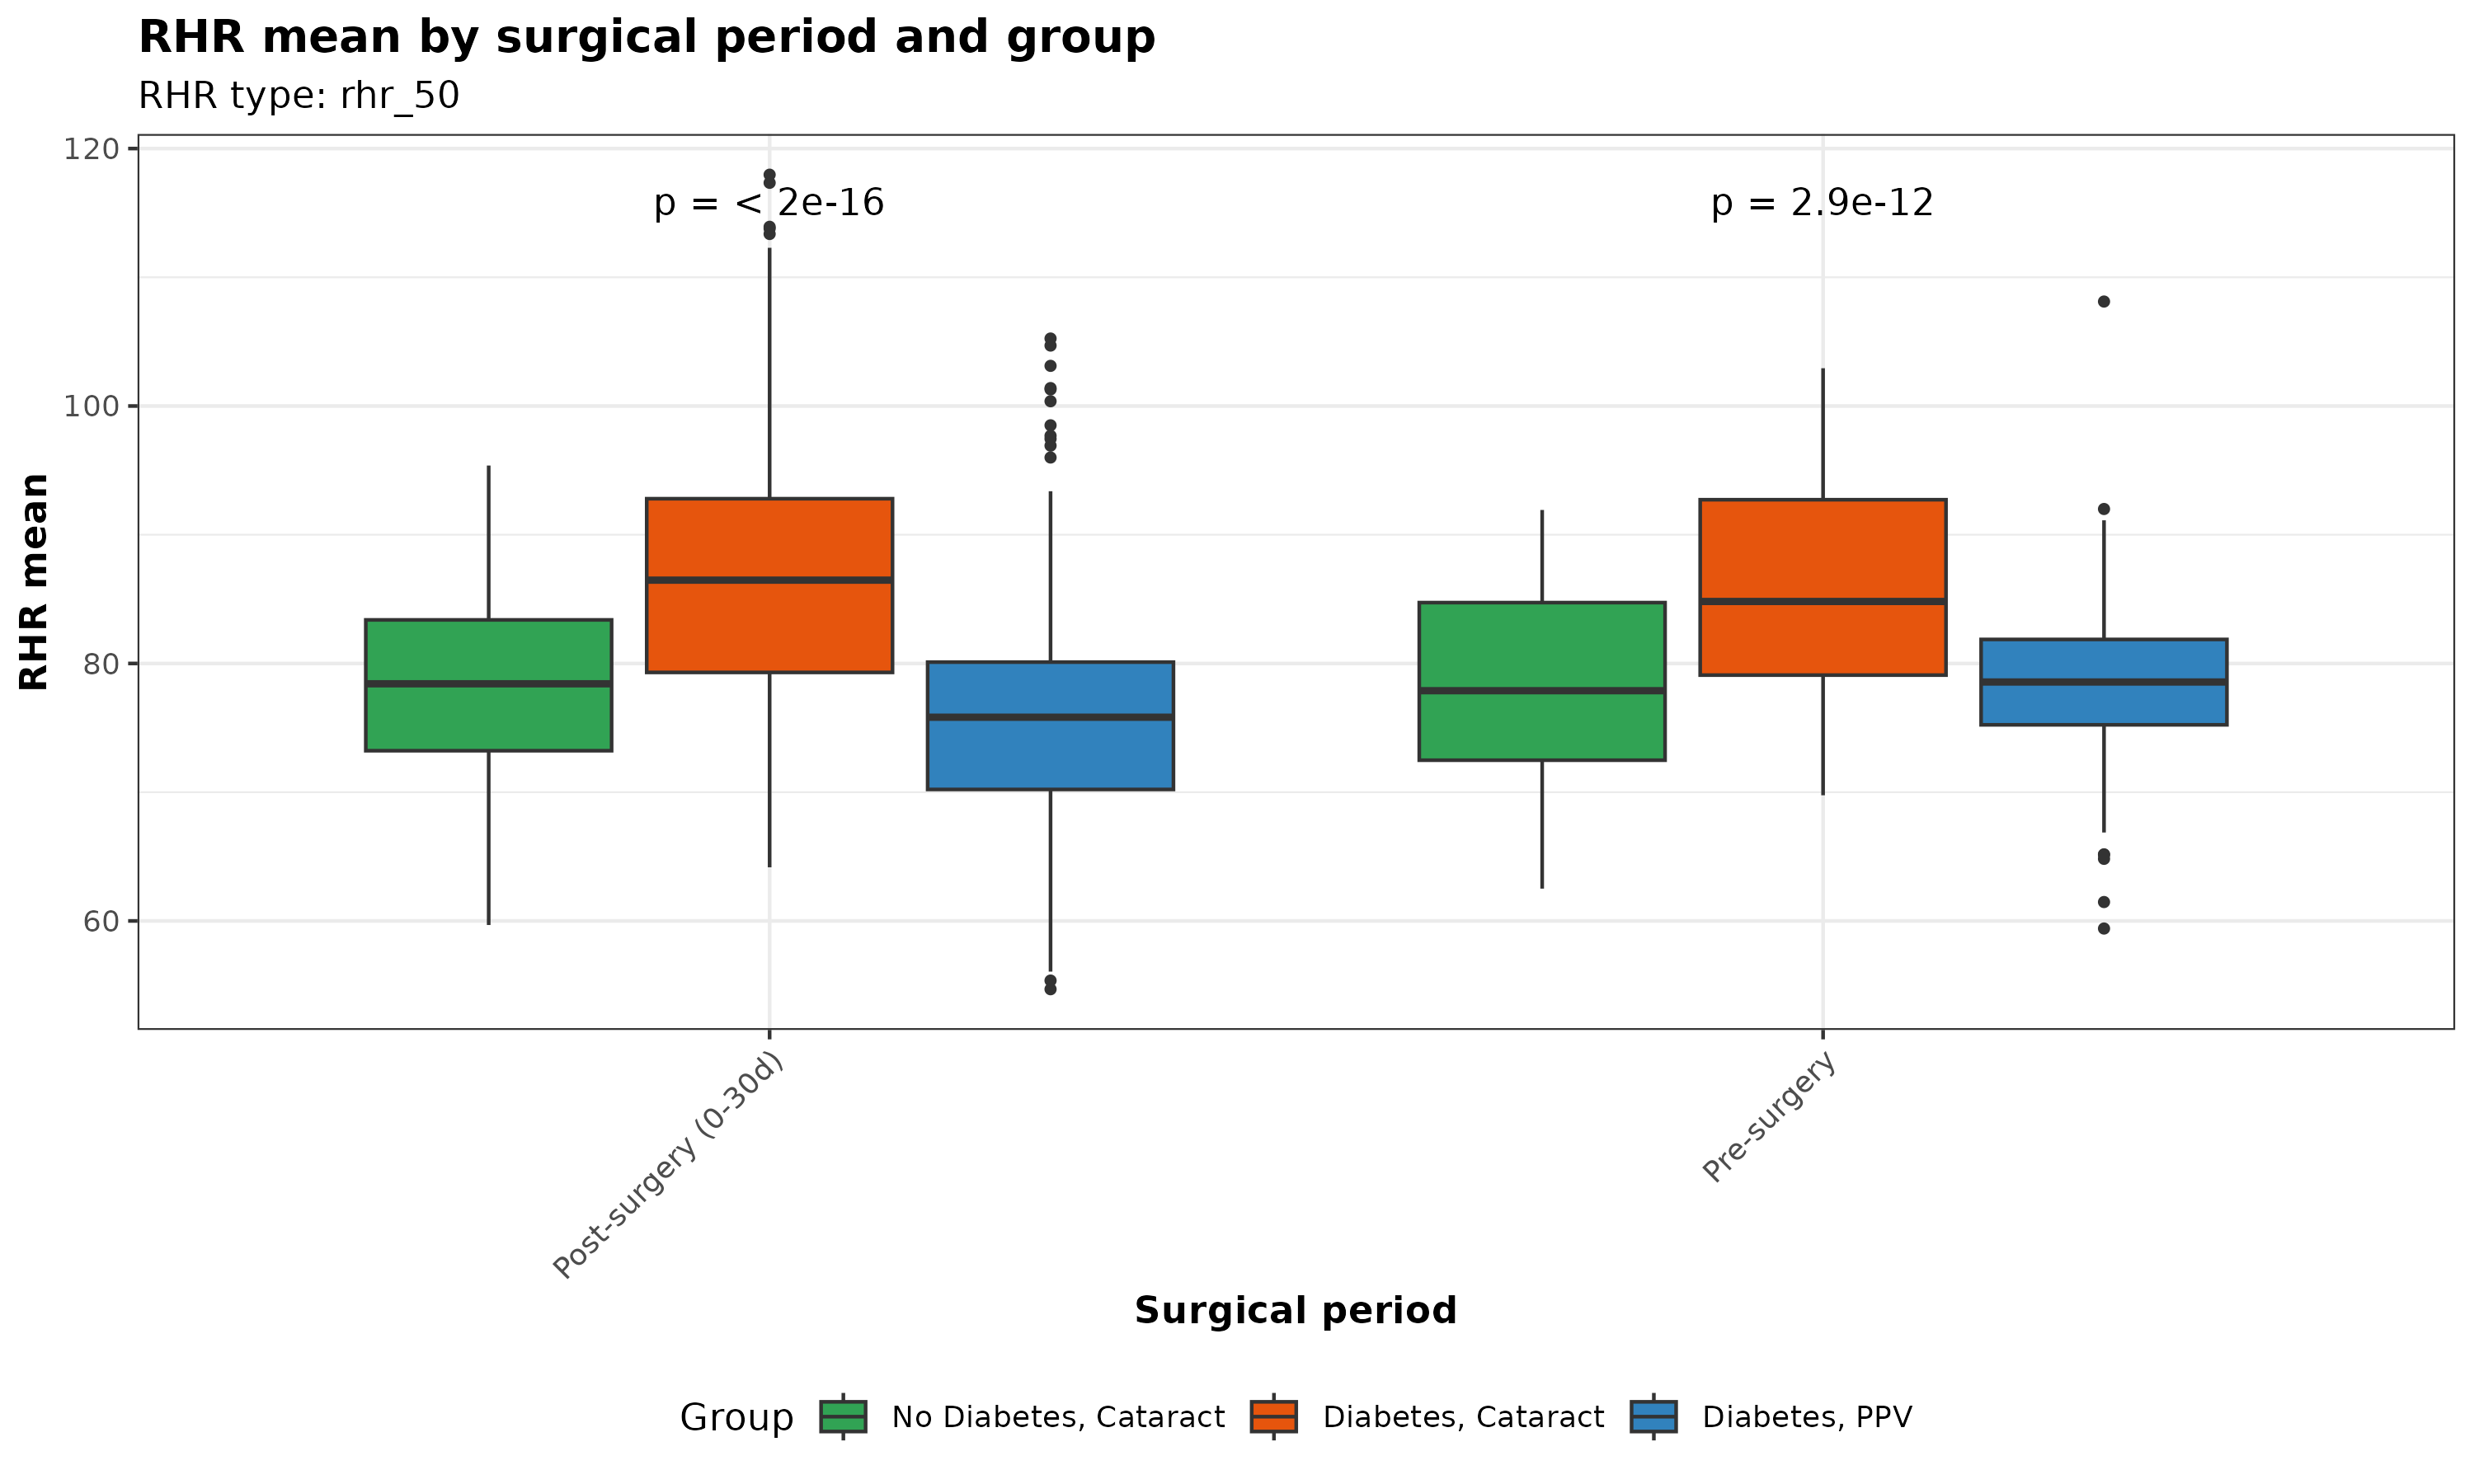 RHR mean by surgical period and group
RHR type: rhr_50
120
100
80
60
RHR mean
p = < 2e-16
p = 2.9e-12
Post-surgery (0-30d)
Pre-surgery
Surgical period
Group
No Diabetes, Cataract
Diabetes, Cataract
Diabetes, PPV